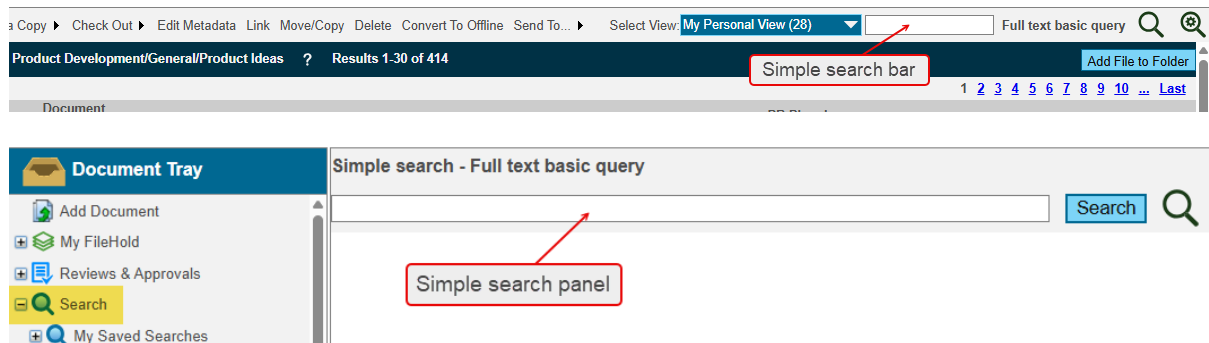 a Copy Check Out Edit Metadata Link Move/Copy Delete Convert To Offline Send To... Select View: My Personal View (28) Full text basic query
Product Development/General/Product Ideas ? Results 1-30 of 414 Add File to Folder
Simple search bar
1 2 3 4 5 6 7 8 9 10 ... Last
Document
Document Tray
Simple search - Full text basic query
Add Document
Search
My FileHold
Reviews & Approvals
Simple search panel
Search
My Saved Searches